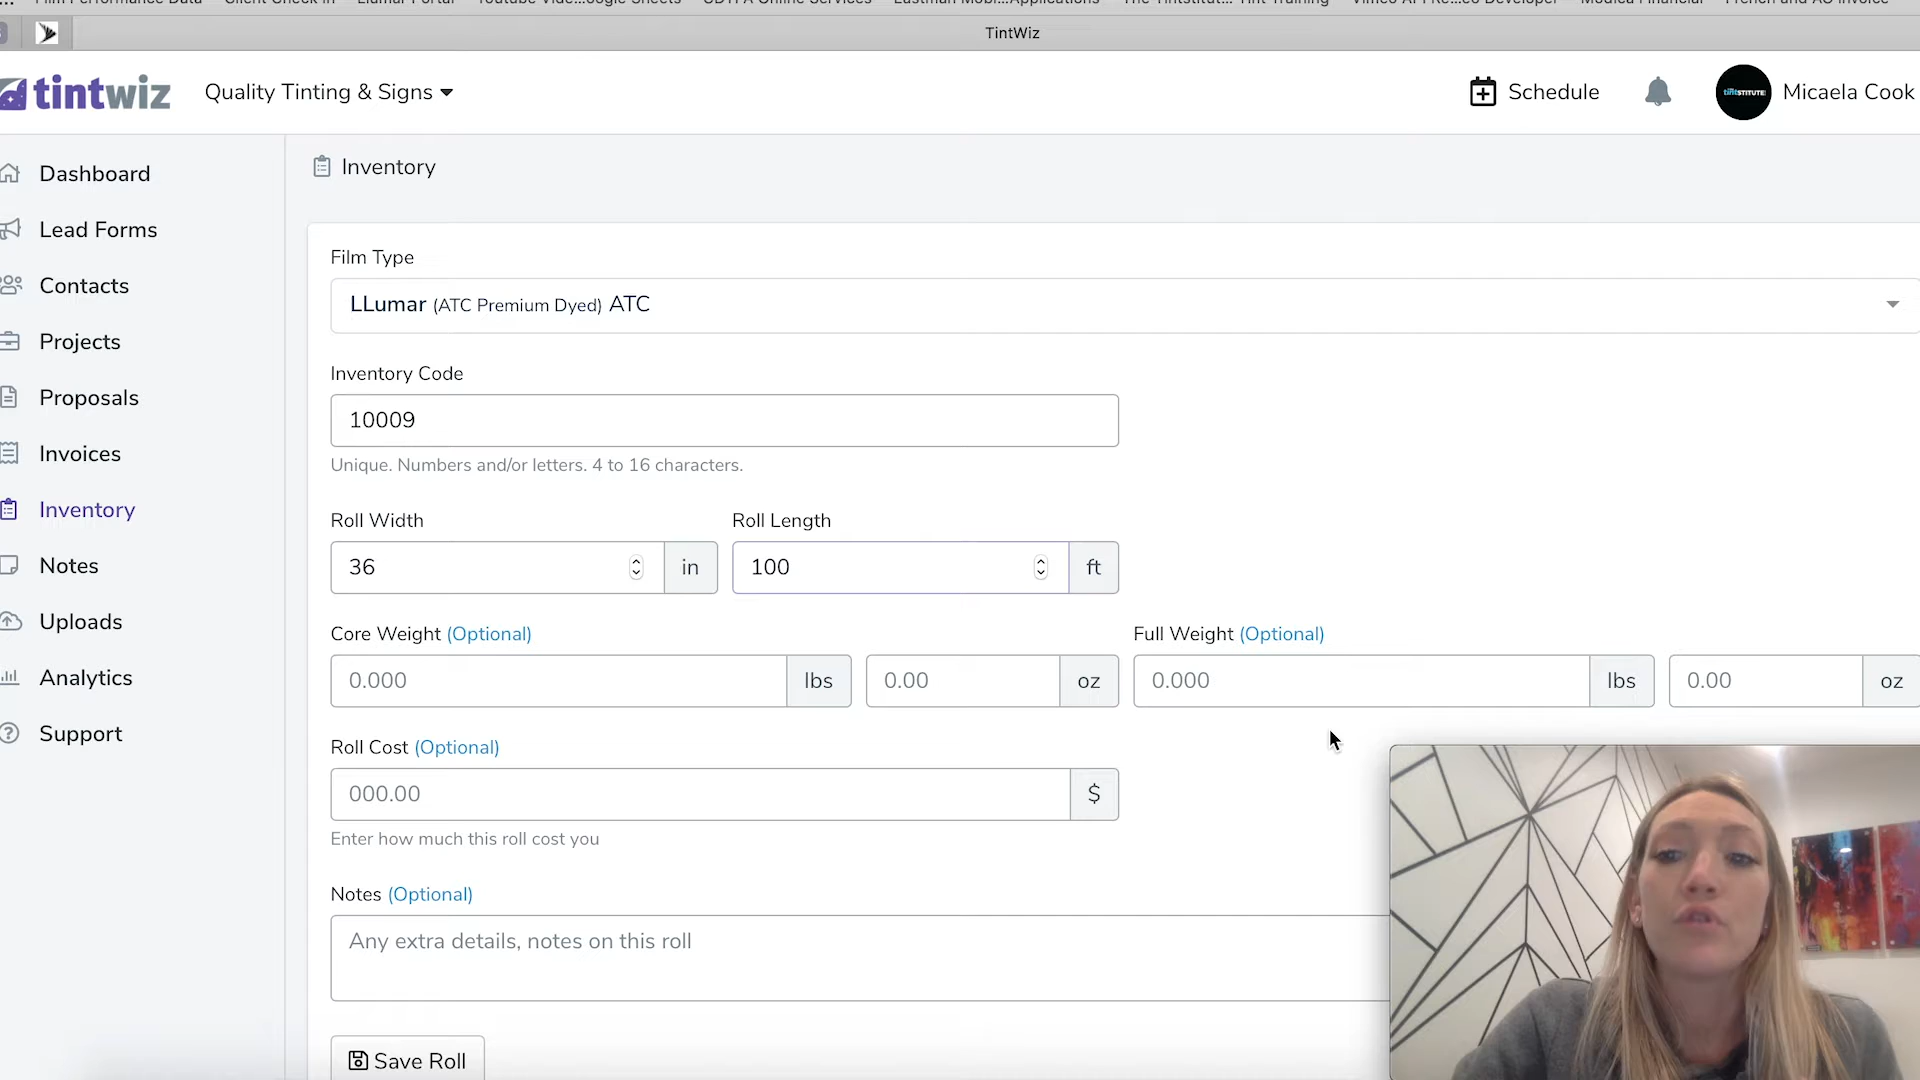 TintWiz
tintwiz
Quality Tinting & Signs
Schedule
TINTSTITUTE
Micaela Cook
Dashboard
Lead Forms
Contacts
Projects
Proposals
Invoices
Inventory
Notes
Uploads
Analytics
Support
Inventory
Film Type
LLumar (ATC Premium Dyed) ATC
Inventory Code
10009
Unique. Numbers and/or letters. 4 to 16 characters.
Roll Width
Roll Length
36 in
100 ft
Core Weight (Optional)
Full Weight (Optional)
0.000 lbs
0.00 oz
0.000 lbs
0.00 oz
Roll Cost (Optional)
000.00 $
Enter how much this roll cost you
Notes (Optional)
Any extra details, notes on this roll
Save Roll